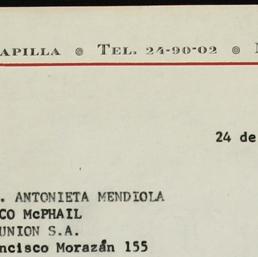 APILLA ◎ TEL. 24-90-02 ◎
24 de
. ANTONIETA MENDIOLA
CO McPHAIL
UNION S.A.
ncisco Morazán 155